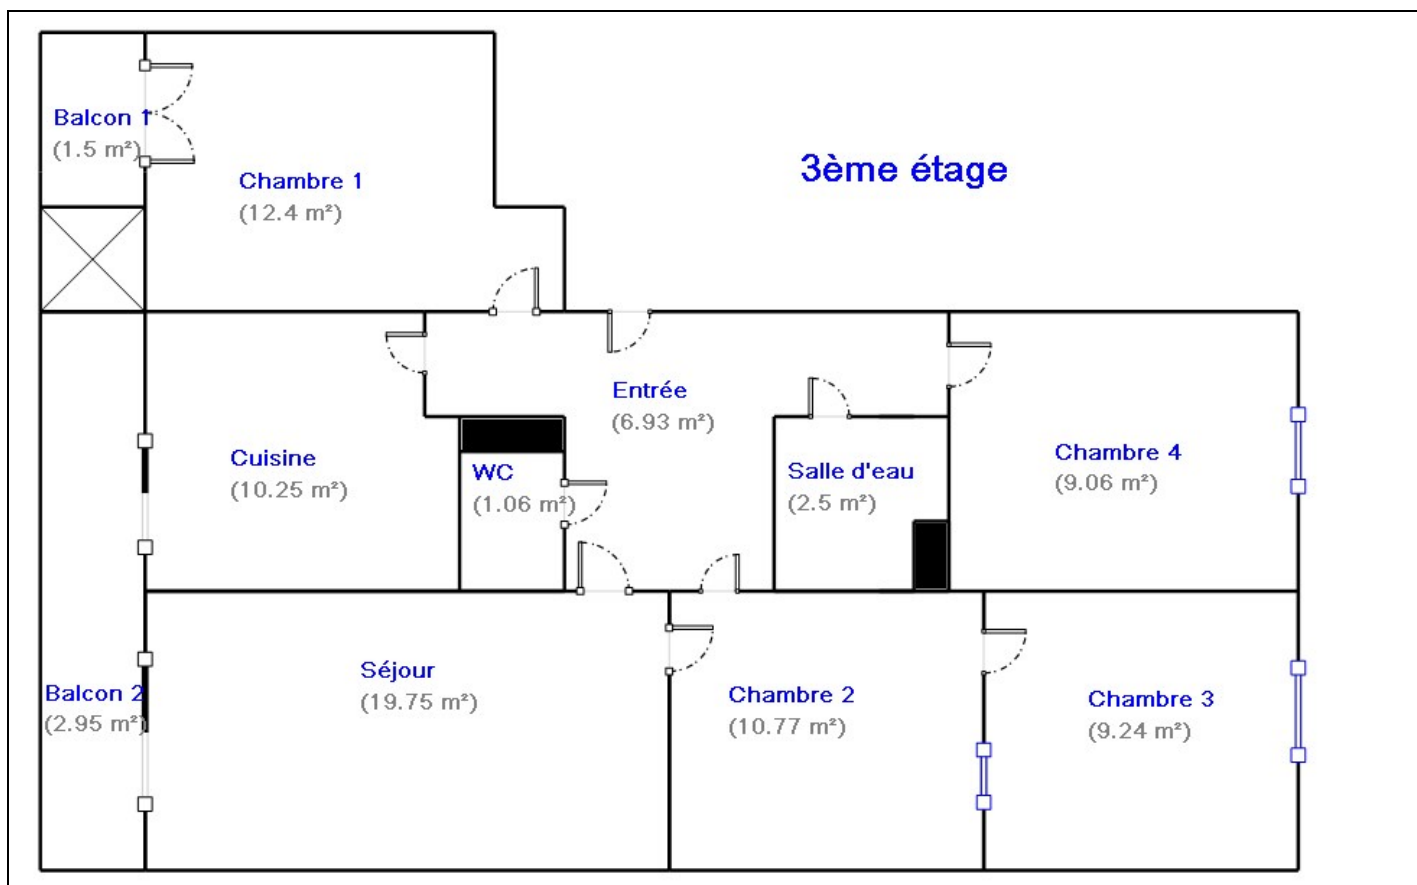 Balcon 1
(1.5 m²)
Chambre 1
(12.4 m²)
3ème étage
Entrée
(6.93 m²)
Cuisine
(10.25 m²)
WC
(1.06 m²)
Salle d'eau
(2.5 m²)
Chambre 4
(9.06 m²)
Séjour
(19.75 m²)
Balcon 2
(2.95 m²)
Chambre 2
(10.77 m²)
Chambre 3
(9.24 m²)